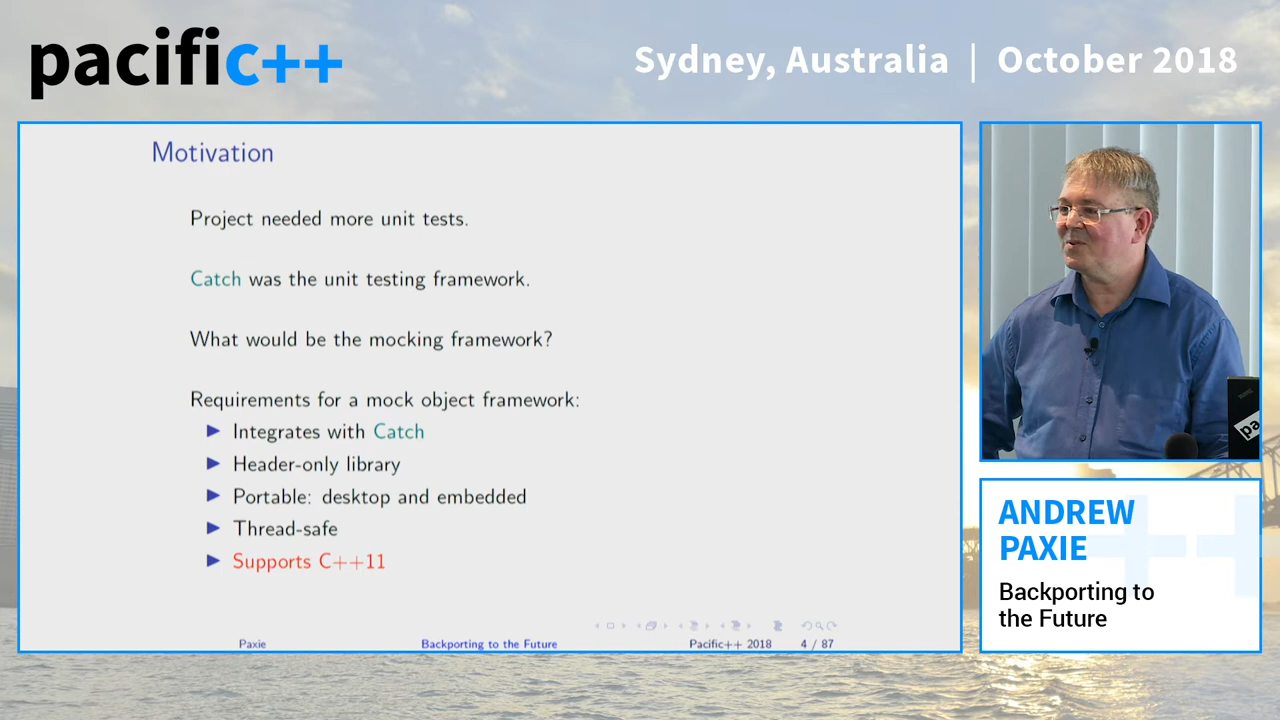 pacific++
Sydney, Australia | October 2018
Motivation
Project needed more unit tests.
Catch was the unit testing framework.
What would be the mocking framework?
Requirements for a mock object framework:
Integrates with Catch
Header-only library
Portable: desktop and embedded
Thread-safe
Supports C++11
Paxie
Backporting to the Future
Pacific++ 2018
4 / 87
pa
ANDREW
PAXIE
Backporting to
the Future